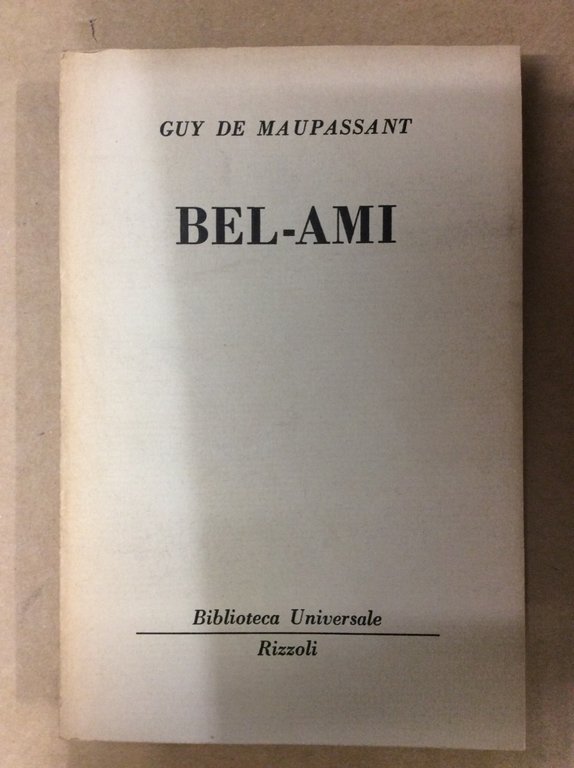 GUY DE MAUPASSANT
BEL-AMI
Biblioteca Universale
Rizzoli